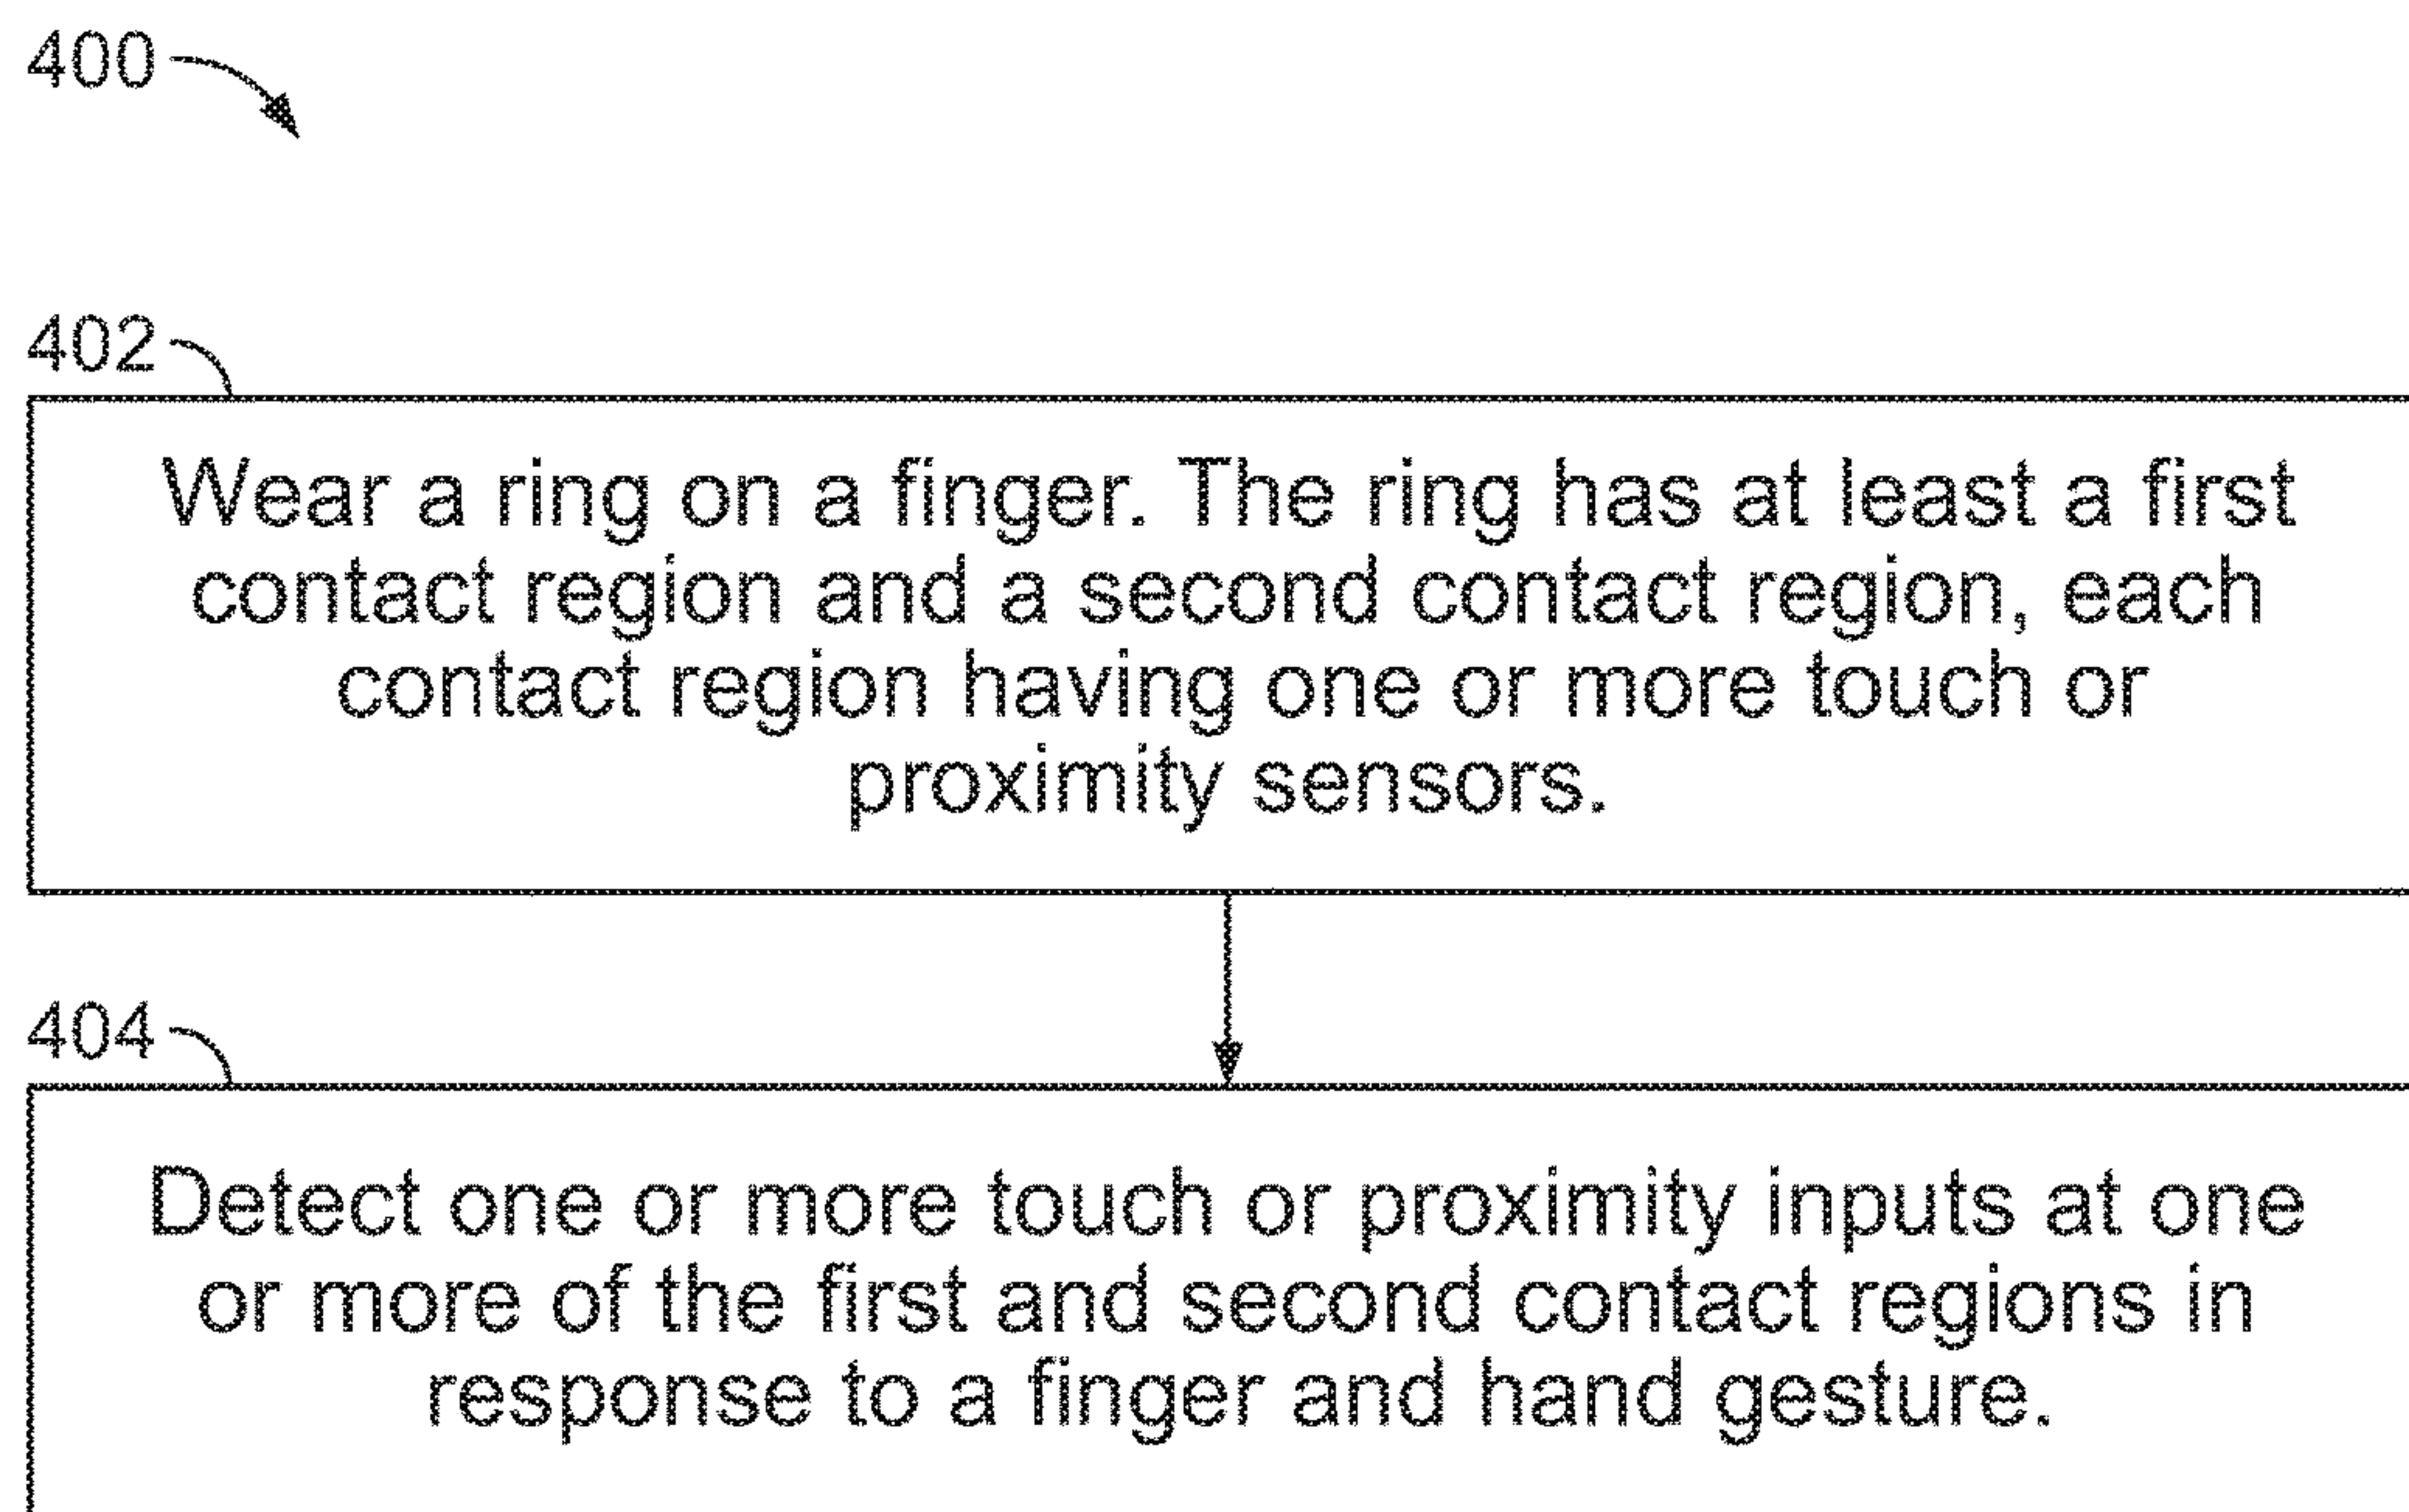 400
402
Wear a ring on a finger. The ring has at least a first
contact region and a second contact region, each
contact region having one or more touch or
proximity sensors.
404
Detect one or more touch or proximity inputs at one
or more of the first and second contact regions in
response to a finger and hand gesture.